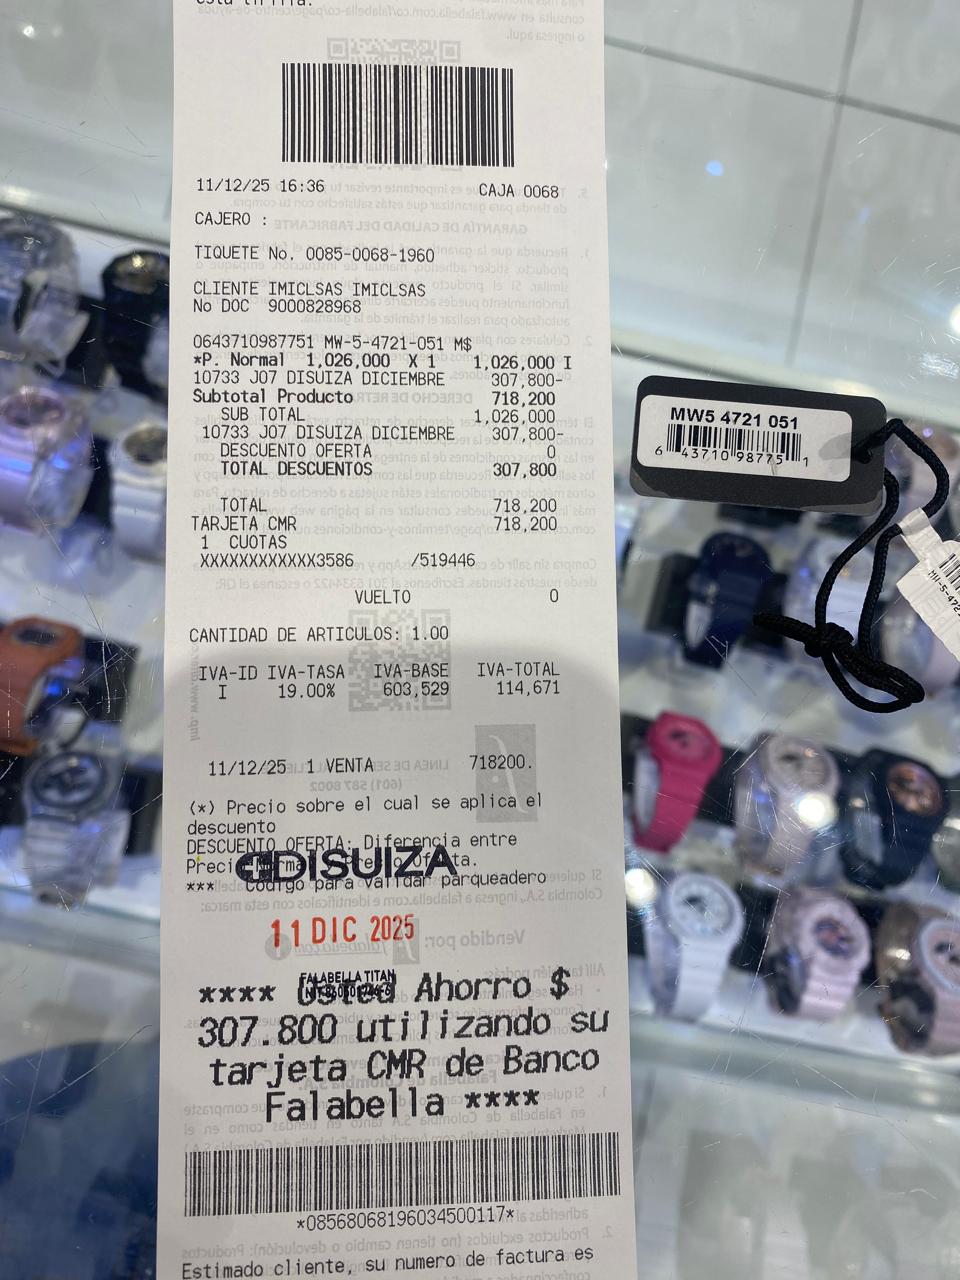 11/12/25 16:36 CAJA 0068
CAJERO :
TIQUETE No. 0085-0068-1960
CLIENTE IMICLSAS IMICLSAS
No DOC 9000828968
0643710987751 MW-5-4721-051 M$
*P. Normal 1,026,000 X 1 1,026,000 I
10733 J07 DISUIZA DICIEMBRE 307,800-
Subtotal Producto 718,200
SUB TOTAL 1,026,000
10733 J07 DISUIZA DICIEMBRE 307,800-
DESCUENTO OFERTA 0
TOTAL DESCUENTOS 307,800
TOTAL 718,200
TARJETA CMR 718,200
1 CUOTAS
XXXXXXXXXXXX3586 /519446
VUELTO 0
CANTIDAD DE ARTICULOS: 1.00
IVA-ID IVA-TASA IVA-BASE IVA-TOTAL
I 19.00% 603,529 114,671
11/12/25 1 VENTA 718200.
(*) Precio sobre el cual se aplica el
descuento
DESCUENTO OFERTA: Diferencia entre
Precio Normal Precio Oferta.
DISUIZA
*** Codigo para validar parqueadero
11 DIC 2025
FALABELLA TITAN
**** Usted Ahorro $
307.800 utilizando su
tarjeta CMR de Banco
Falabella ****
*08568068196034500117*
Estimado cliente, su numero de factura es
MW5 4721 051
6 43710 98775 1